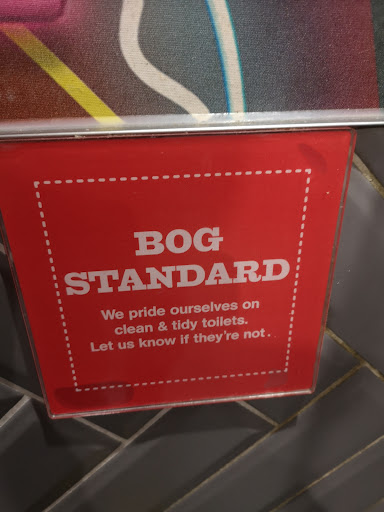 BOG
STANDARD
We pride ourselves on
clean & tidy toilets.
Let us know if they're not.